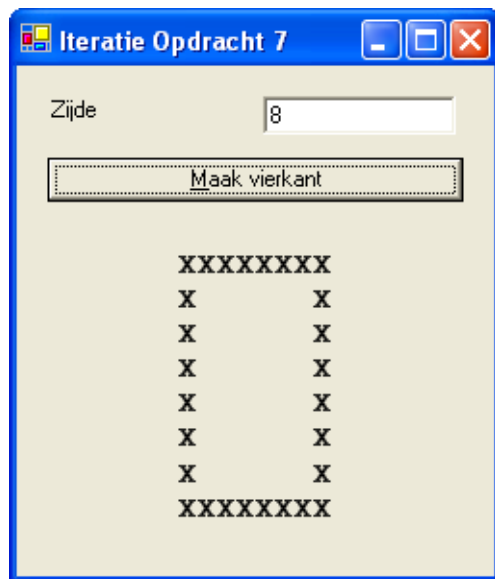 Iteratie Opdracht 7
Zijde 8
Maak vierkant
XXXXXXXX
X      X
X      X
X      X
X      X
X      X
X      X
XXXXXXXX